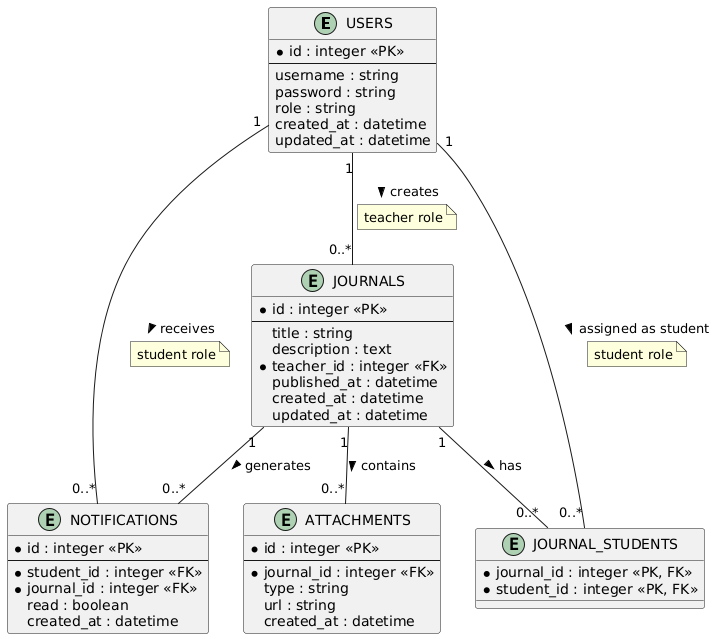 E USERS
* id : integer «PK»
username : string
password : string
role : string
created_at : datetime
updated_at : datetime
1
1
1
creates
teacher role
0..*
E JOURNALS
* id : integer «PK»
title : string
description : text
* teacher_id : integer «FK»
published_at : datetime
created_at : datetime
updated_at : datetime
receives
student role
assigned as student
student role
1
1
1
generates
contains
has
0..*
0..*
0..*
0..*
0..*
E NOTIFICATIONS
* id : integer «PK»
* student_id : integer «FK»
* journal_id : integer «FK»
read : boolean
created_at : datetime
E ATTACHMENTS
* id : integer «PK»
* journal_id : integer «FK»
type : string
url : string
created_at : datetime
E JOURNAL_STUDENTS
* journal_id : integer «PK, FK»
* student_id : integer «PK, FK»